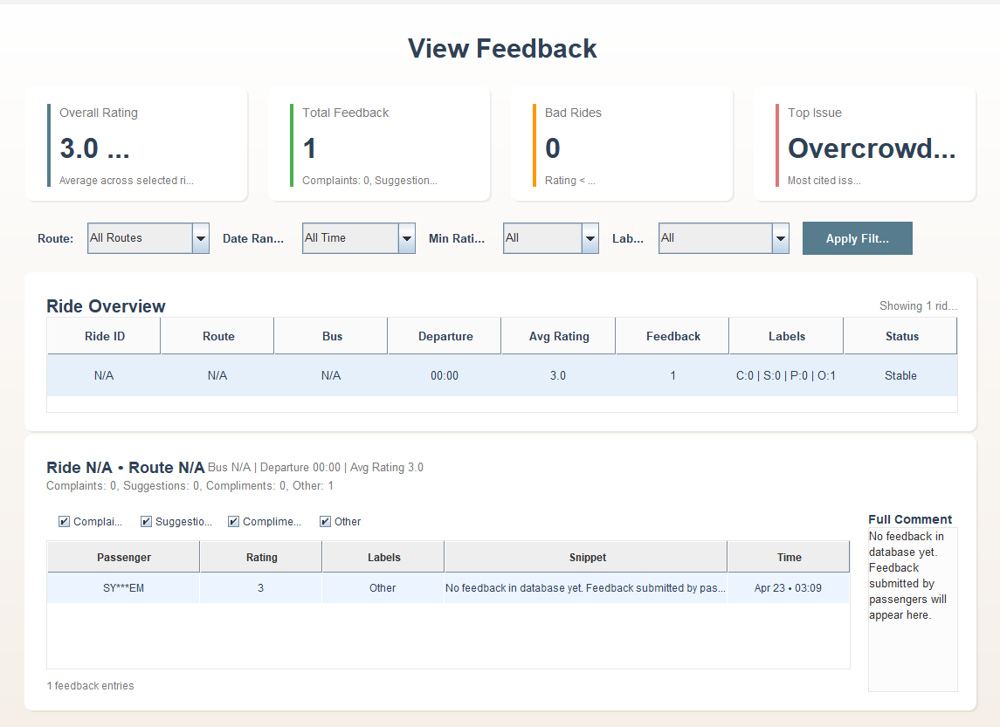 View Feedback
Overall Rating
3.0 ...
Average across selected ri...
Total Feedback
1
Complaints: 0, Suggestion...
Bad Rides
0
Rating < ...
Top Issue
Overcrowd...
Most cited iss...
Route: All Routes Date Ran... All Time Min Rati... All Lab... All Apply Filt...
Ride Overview Showing 1 rid...
Ride ID Route Bus Departure Avg Rating Feedback Labels Status
N/A N/A N/A 00:00 3.0 1 C:0 | S:0 | P:0 | O:1 Stable
Ride N/A • Route N/A Bus N/A | Departure 00:00 | Avg Rating 3.0
Complaints: 0, Suggestions: 0, Compliments: 0, Other: 1
Complai... Suggestio... Complime... Other
Passenger Rating Labels Snippet Time
SY***EM 3 Other No feedback in database yet. Feedback submitted by pas... Apr 23 • 03:09
1 feedback entries
Full Comment
No feedback in
database yet.
Feedback
submitted by
passengers will
appear here.